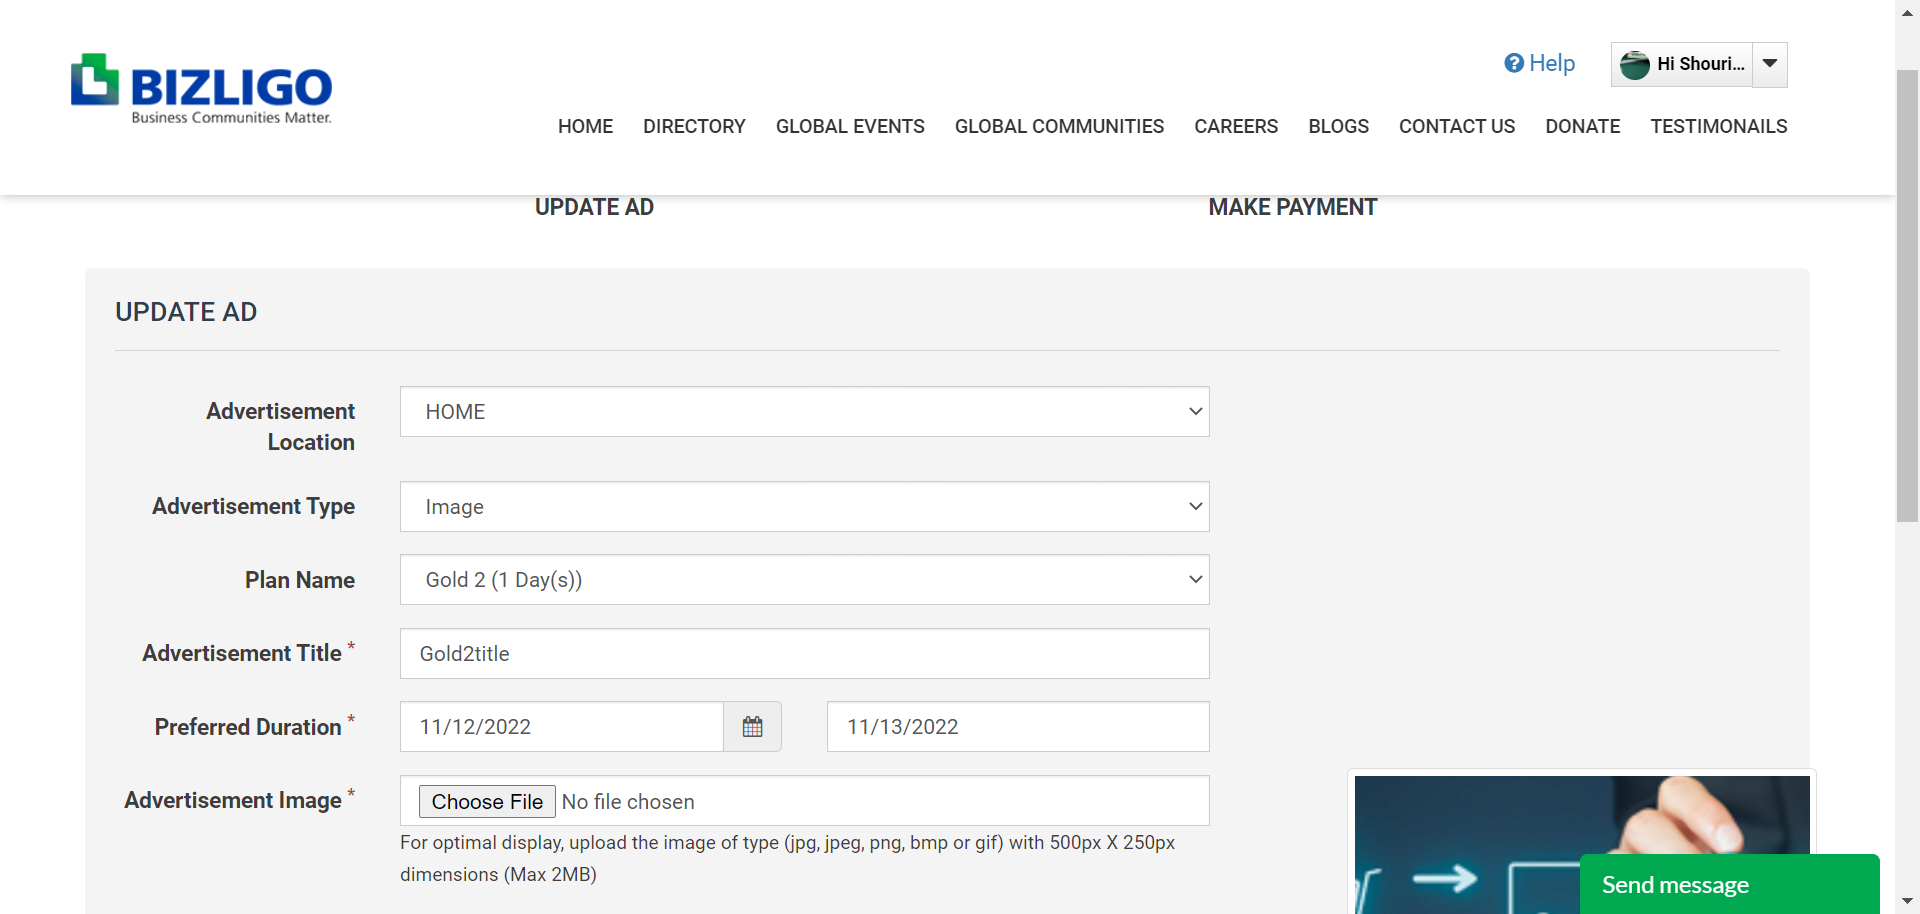 BIZLIGO
Business Communities Matter.
Help
Hi Shouri...
HOME DIRECTORY GLOBAL EVENTS GLOBAL COMMUNITIES CAREERS BLOGS CONTACT US DONATE TESTIMONAILS
UPDATE AD MAKE PAYMENT
UPDATE AD
Advertisement
Location
HOME
Advertisement Type
Image
Plan Name
Gold 2 (1 Day(s))
Advertisement Title *
Gold2title
Preferred Duration *
11/12/2022
11/13/2022
Advertisement Image *
Choose File No file chosen
For optimal display, upload the image of type (jpg, jpeg, png, bmp or gif) with 500px X 250px
dimensions (Max 2MB)
Send message